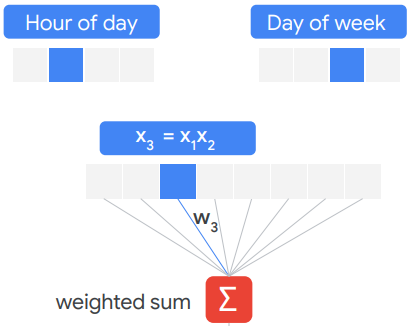 Hour of day
Day of week
x₃ = x₁x₂
w₃
weighted sum
Σ